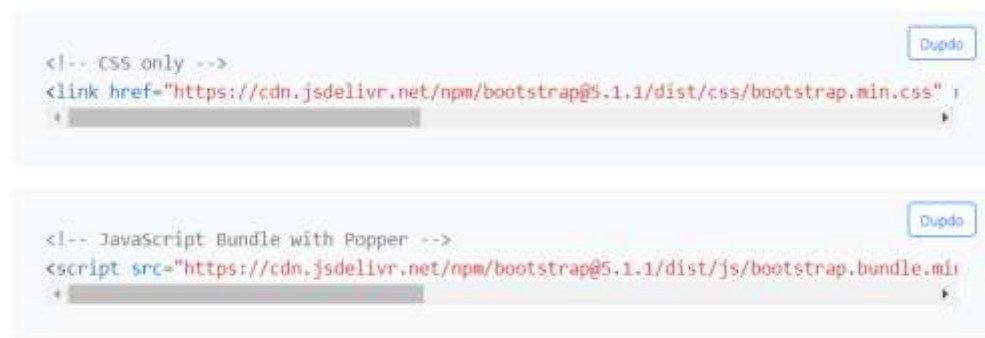 Dupdo
<!-- CSS only -->
<link href="https://cdn.jsdelivr.net/npm/bootstrap@5.1.1/dist/css/bootstrap.min.css"
Dupdo
<!-- JavaScript Bundle with Popper -->
<script src="https://cdn.jsdelivr.net/npm/bootstrap@5.1.1/dist/js/bootstrap.bundle.mi